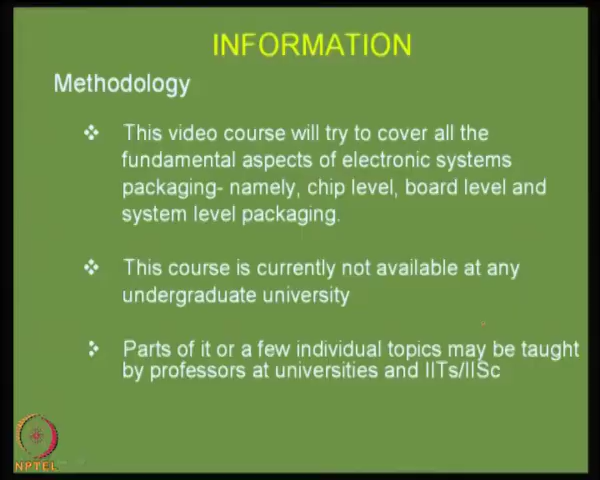 INFORMATION
Methodology
This video course will try to cover all the
fundamental aspects of electronic systems
packaging- namely, chip level, board level and
system level packaging.
This course is currently not available at any
undergraduate university
Parts of it or a few individual topics may be taught
by professors at universities and IITs/IISc
NPTEL